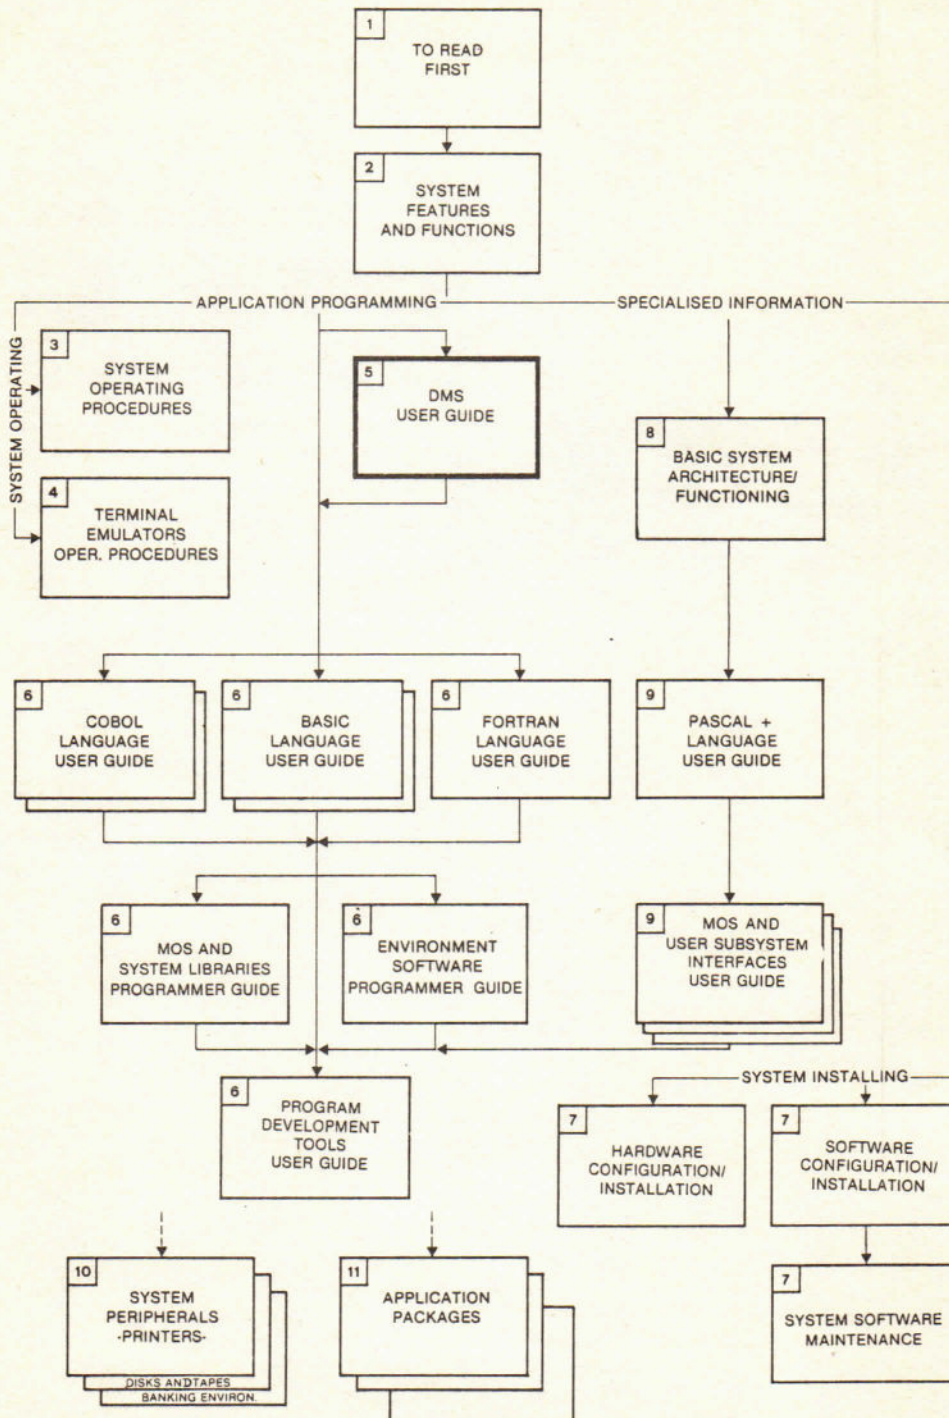 1
TO READ
FIRST
2
SYSTEM
FEATURES
AND FUNCTIONS
APPLICATION PROGRAMMING
SPECIALISED INFORMATION
SYSTEM OPERATING
3
SYSTEM
OPERATING
PROCEDURES
5
DMS
USER GUIDE
8
BASIC SYSTEM
ARCHITECTURE/
FUNCTIONING
4
TERMINAL
EMULATORS
OPER. PROCEDURES
6
COBOL
LANGUAGE
USER GUIDE
6
BASIC
LANGUAGE
USER GUIDE
6
FORTRAN
LANGUAGE
USER GUIDE
9
PASCAL +
LANGUAGE
USER GUIDE
6
MOS AND
SYSTEM LIBRARIES
PROGRAMMER GUIDE
6
ENVIRONMENT
SOFTWARE
PROGRAMMER GUIDE
9
MOS AND
USER SUBSYSTEM
INTERFACES
USER GUIDE
SYSTEM INSTALLING
6
PROGRAM
DEVELOPMENT
TOOLS
USER GUIDE
7
HARDWARE
CONFIGURATION/
INSTALLATION
7
SOFTWARE
CONFIGURATION/
INSTALLATION
10
SYSTEM
PERIPHERALS
-PRINTERS-
DISKS ANDTAPES
BANKING ENVIRON.
11
APPLICATION
PACKAGES
7
SYSTEM SOFTWARE
MAINTENANCE